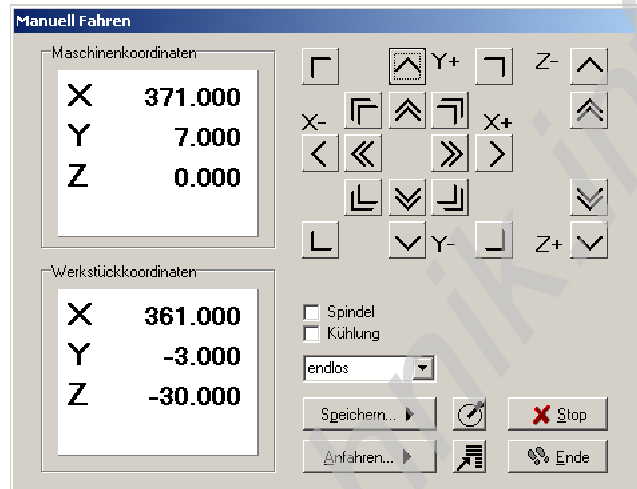 Manuell Fahren
Maschinenkoordinaten
X 371.000
Y 7.000
Z 0.000
Y+
Z-
X-
X+
Y-
Z+
Werkstückkoordinaten
X 361.000
Y -3.000
Z -30.000
Spindel
Kühlung
endlos
Speichern...
Stop
Anfahren...
Ende